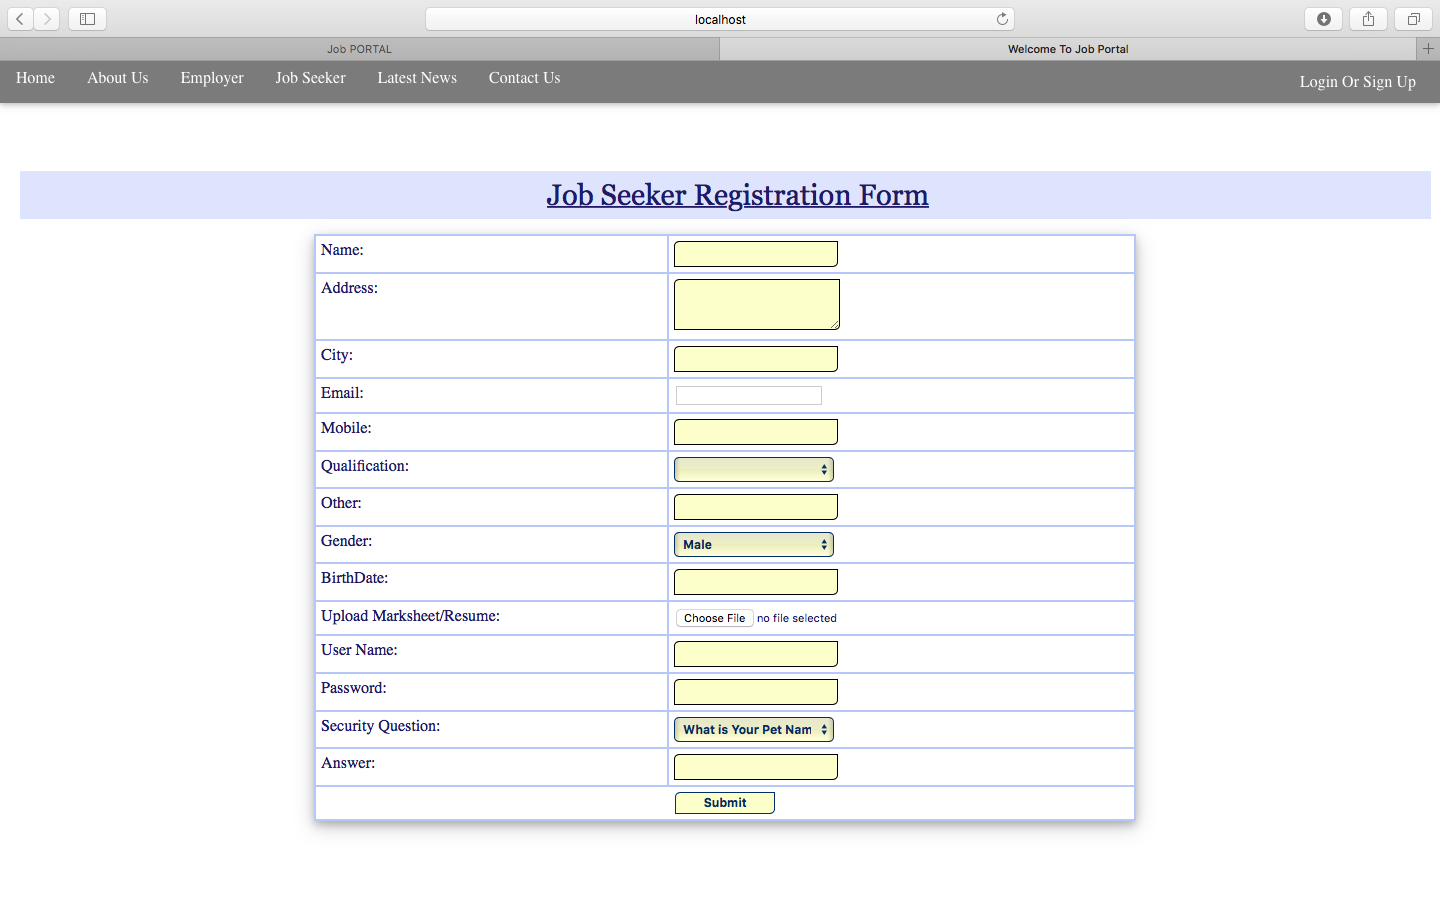 localhost
Job PORTAL
Welcome To Job Portal
Home About Us Employer Job Seeker Latest News Contact Us
Login Or Sign Up
Job Seeker Registration Form
Name:
Address:
City:
Email:
Mobile:
Qualification:
Other:
Gender: Male
BirthDate:
Upload Marksheet/Resume: Choose File no file selected
User Name:
Password:
Security Question: What is Your Pet Nam
Answer:
Submit